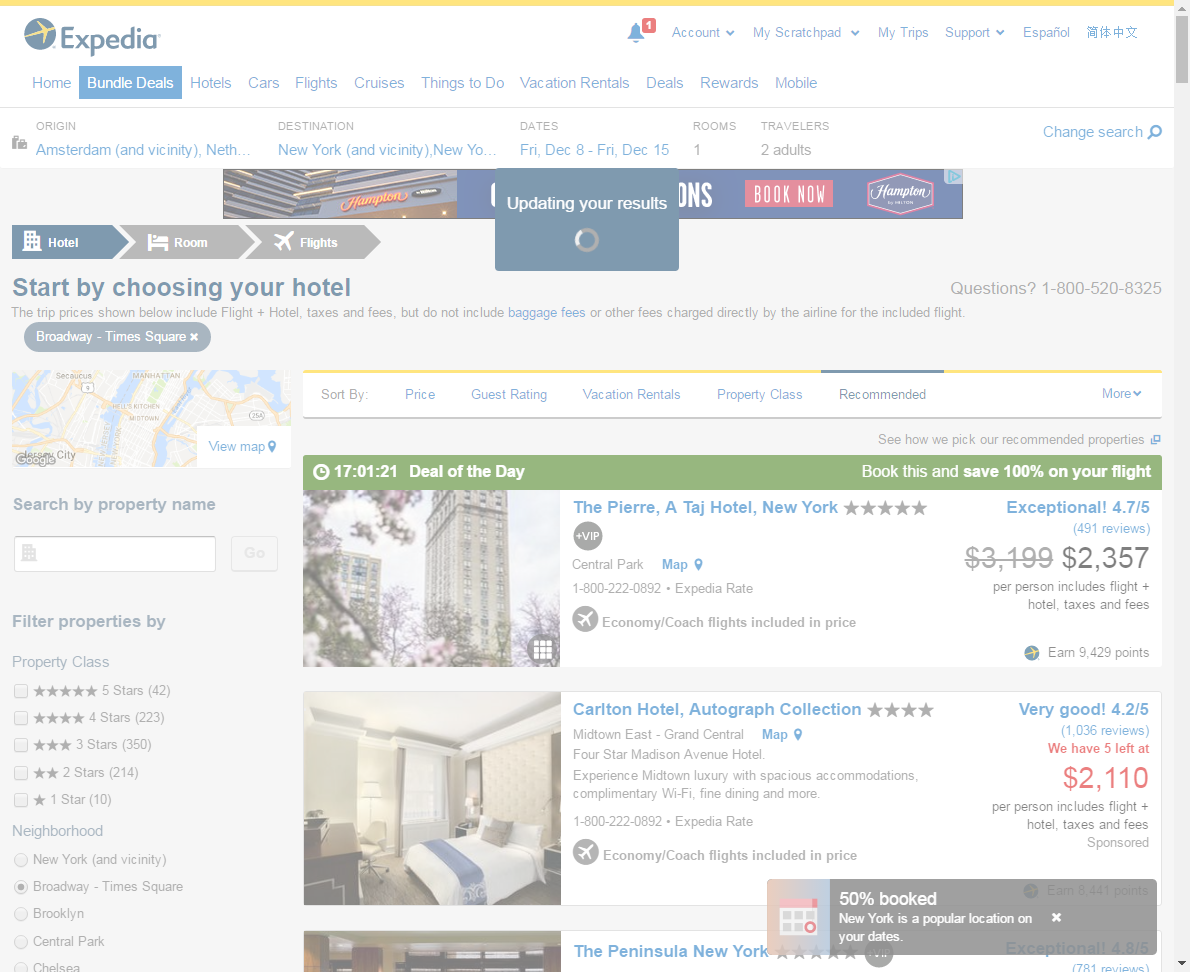 Expedia
1
Account
My Scratchpad
My Trips
Support
Español
简体中文
Home
Bundle Deals
Hotels
Cars
Flights
Cruises
Things to Do
Vacation Rentals
Deals
Rewards
Mobile
ORIGIN
Amsterdam (and vicinity), Neth...
DESTINATION
New York (and vicinity),New Yo...
DATES
Fri, Dec 8 - Fri, Dec 15
ROOMS
1
TRAVELERS
2 adults
Change search
Hampton
ONS
BOOK NOW
Hampton
by HILTON
Updating your results
Hotel
Room
Flights
Start by choosing your hotel
Questions? 1-800-520-8325
The trip prices shown below include Flight + Hotel, taxes and fees, but do not include baggage fees or other fees charged directly by the airline for the included flight.
Broadway - Times Square ×
Secaucus
MANHATTAN
9
HELL'S KITCHEN
MIDTOWN
25A
NEW YORK
Jersey City
Google
View map
Sort By:
Price
Guest Rating
Vacation Rentals
Property Class
Recommended
More
See how we pick our recommended properties
Search by property name
Go
17:01:21 Deal of the Day
Book this and save 100% on your flight
The Pierre, A Taj Hotel, New York ★★★★★
+VIP
Central Park
Map
1-800-222-0892 • Expedia Rate
Economy/Coach flights included in price
Exceptional! 4.7/5
(491 reviews)
$3,199 $2,357
per person includes flight +
hotel, taxes and fees
Earn 9,429 points
Filter properties by
Property Class
★★★★★ 5 Stars (42)
★★★★ 4 Stars (223)
★★★ 3 Stars (350)
★★ 2 Stars (214)
★ 1 Star (10)
Neighborhood
New York (and vicinity)
Broadway - Times Square
Brooklyn
Central Park
Chelsea
Carlton Hotel, Autograph Collection ★★★★
Midtown East - Grand Central
Map
Four Star Madison Avenue Hotel.
Experience Midtown luxury with spacious accommodations,
complimentary Wi-Fi, fine dining and more.
1-800-222-0892 • Expedia Rate
Economy/Coach flights included in price
Very good! 4.2/5
(1,036 reviews)
We have 5 left at
$2,110
per person includes flight +
hotel, taxes and fees
Sponsored
Earn 8,441 points
50% booked
New York is a popular location on
your dates.
×
The Peninsula New York ★★★★★
+VIP
Exceptional! 4.8/5
(781 reviews)